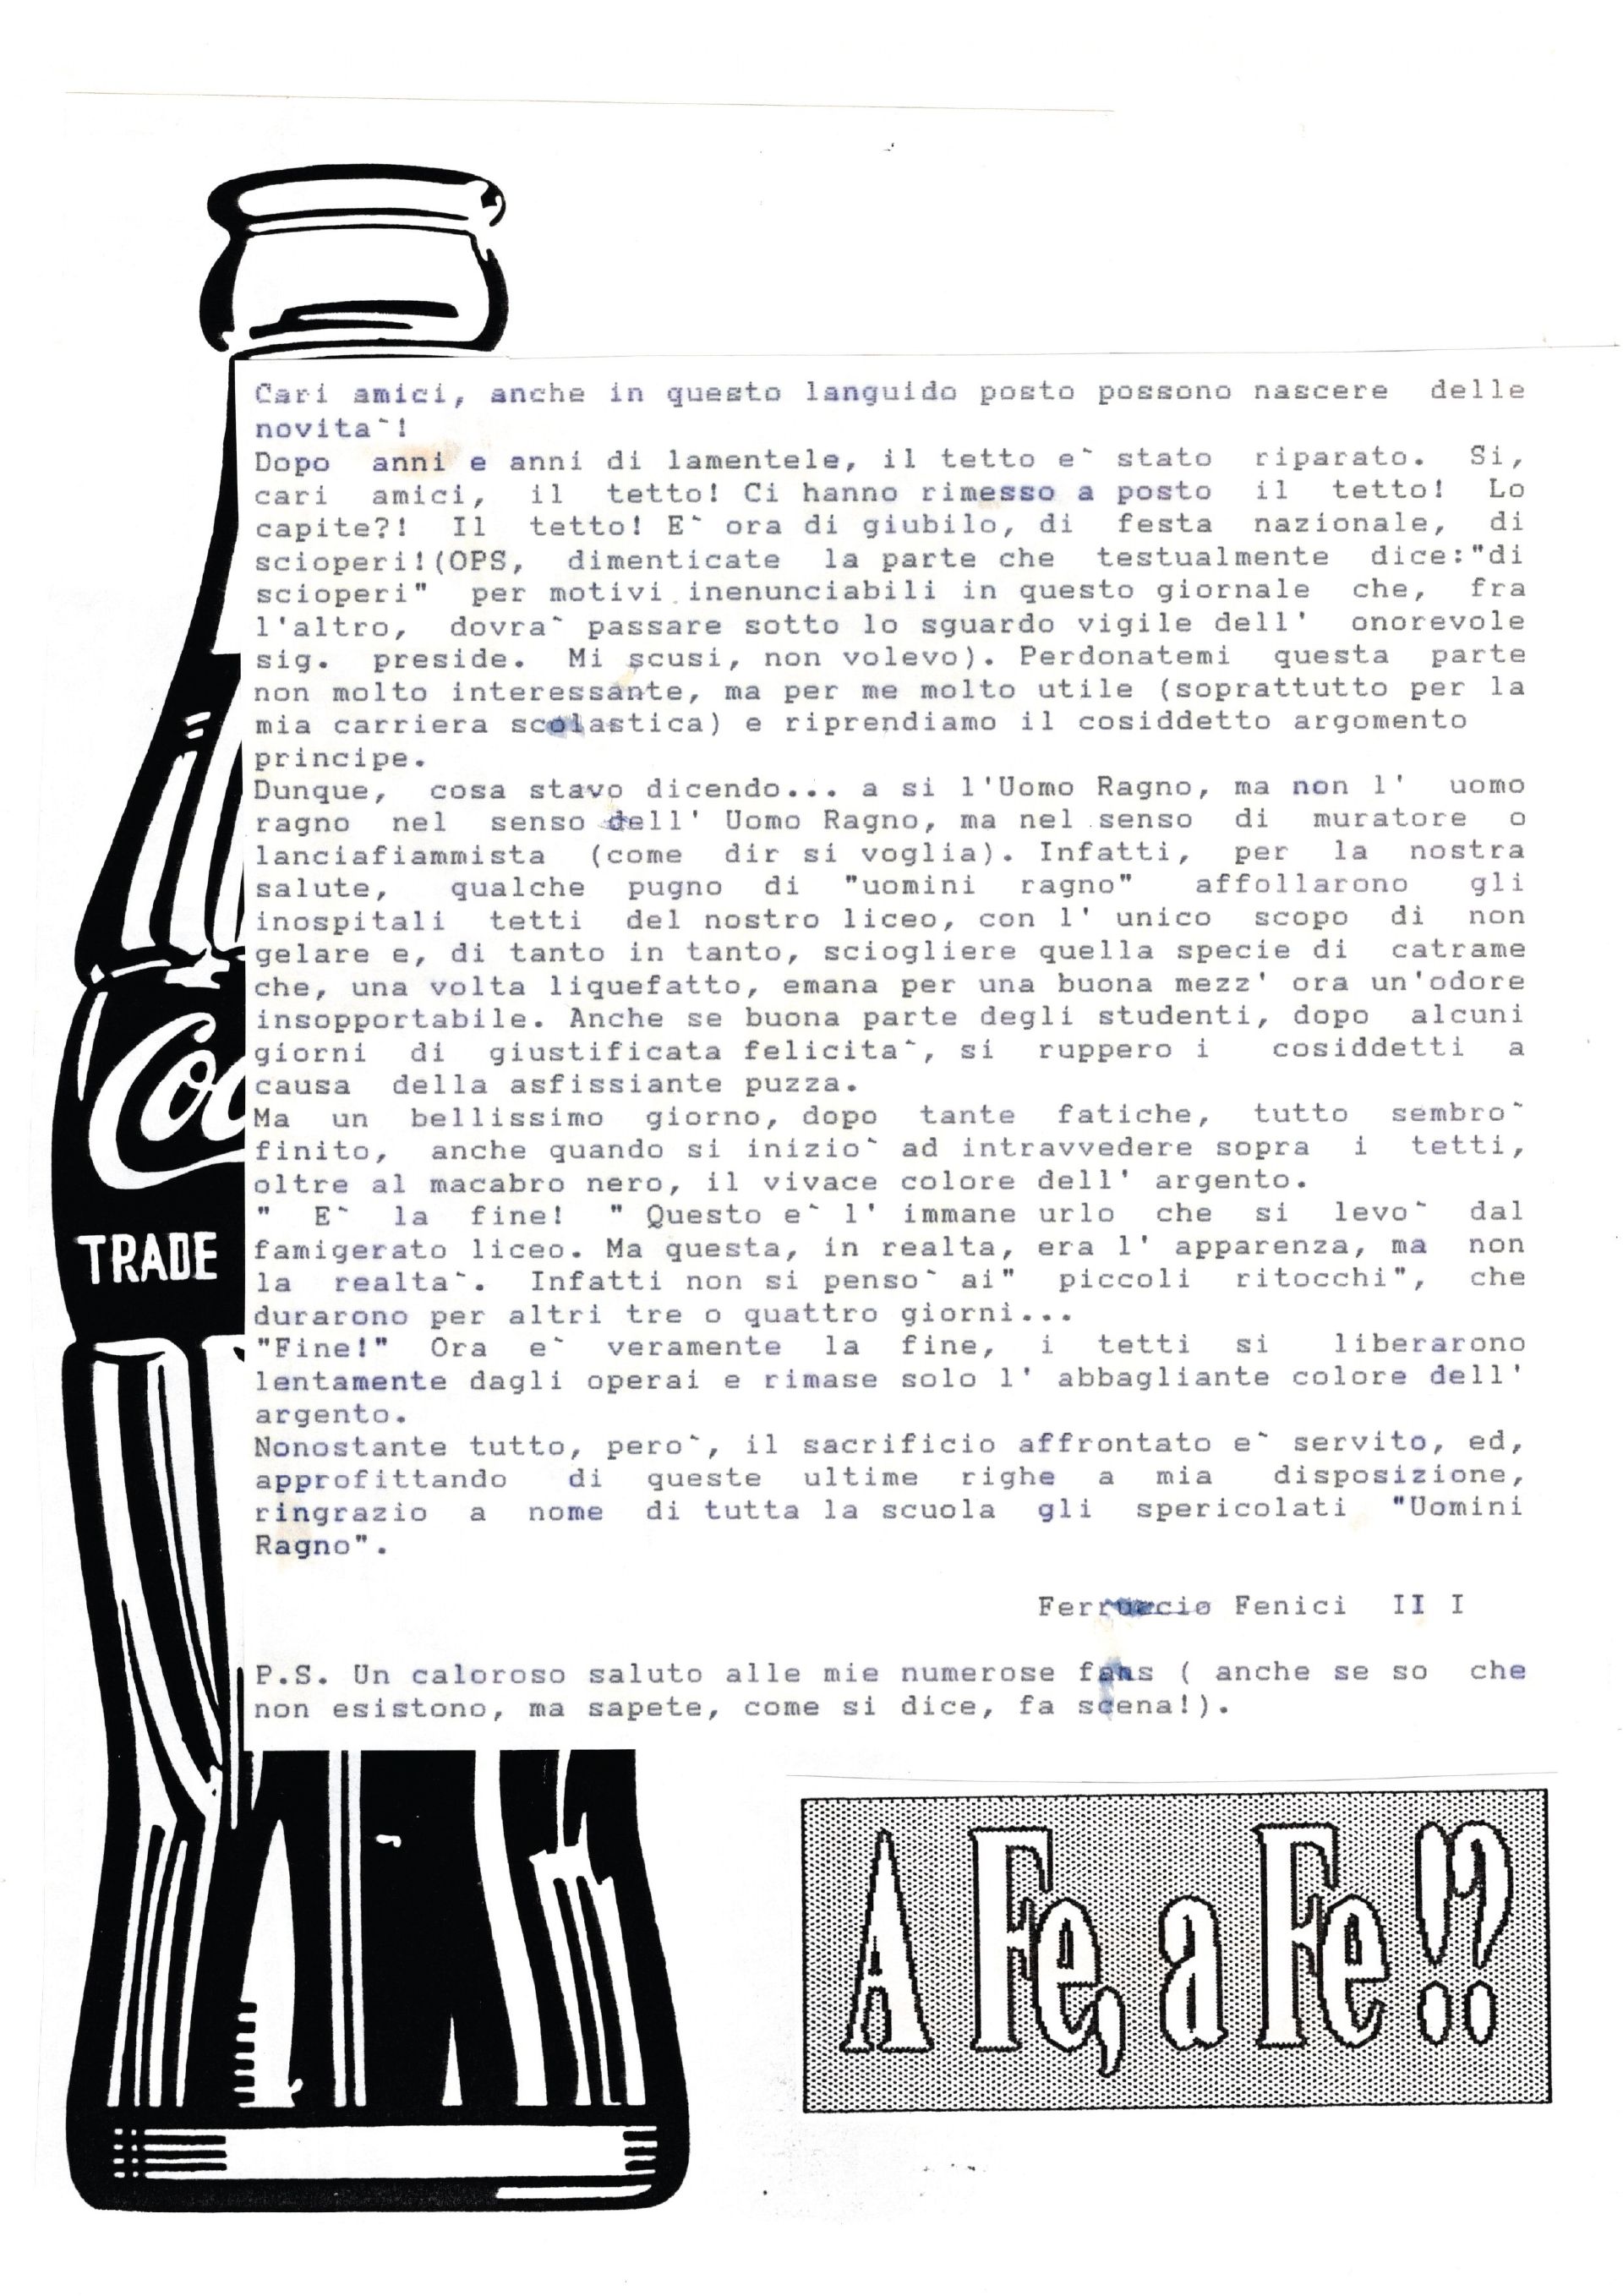 Cari amici, anche in questo languido posto possono nascere delle
novita`!
Dopo anni e anni di lamentele, il tetto e` stato riparato. Si,
cari amici, il tetto! Ci hanno rimesso a posto il tetto! Lo
capite?! Il tetto! E` ora di giubilo, di festa nazionale, di
scioperi!(OPS, dimenticate la parte che testualmente dice:"di
scioperi" per motivi inenunciabili in questo giornale che, fra
l'altro, dovra` passare sotto lo sguardo vigile dell' onorevole
sig. preside. Mi scusi, non volevo). Perdonatemi questa parte
non molto interessante, ma per me molto utile (soprattutto per la
mia carriera scolastica) e riprendiamo il cosiddetto argomento
principe.
Dunque, cosa stavo dicendo... a si l'Uomo Ragno, ma non l' uomo
ragno nel senso dell' Uomo Ragno, ma nel senso di muratore o
lanciafiammista (come dir si voglia). Infatti, per la nostra
salute, qualche pugno di "uomini ragno" affollarono gli
inospitali tetti del nostro liceo, con l' unico scopo di non
gelare e, di tanto in tanto, sciogliere quella specie di catrame
che, una volta liquefatto, emana per una buona mezz' ora un'odore
insopportabile. Anche se buona parte degli studenti, dopo alcuni
giorni di giustificata felicita`, si ruppero i cosiddetti a
causa della asfissiante puzza.
Ma un bellissimo giorno, dopo tante fatiche, tutto sembro`
finito, anche quando si inizio` ad intravvedere sopra i tetti,
oltre al macabro nero, il vivace colore dell' argento.
" E` la fine! " Questo e` l' immane urlo che si levo` dal
famigerato liceo. Ma questa, in realta, era l' apparenza, ma non
la realta`. Infatti non si penso` ai" piccoli ritocchi", che
durarono per altri tre o quattro giorni...
"Fine!" Ora e` veramente la fine, i tetti si liberarono
lentamente dagli operai e rimase solo l' abbagliante colore dell'
argento.
Nonostante tutto, pero`, il sacrificio affrontato e` servito, ed,
approfittando di queste ultime righe a mia disposizione,
ringrazio a nome di tutta la scuola gli spericolati "Uomini
Ragno".
Ferruccio Fenici II I
P.S. Un caloroso saluto alle mie numerose fans ( anche se so che
non esistono, ma sapete, come si dice, fa scena!).
Coc
TRADE
A Fe, a Fe!?